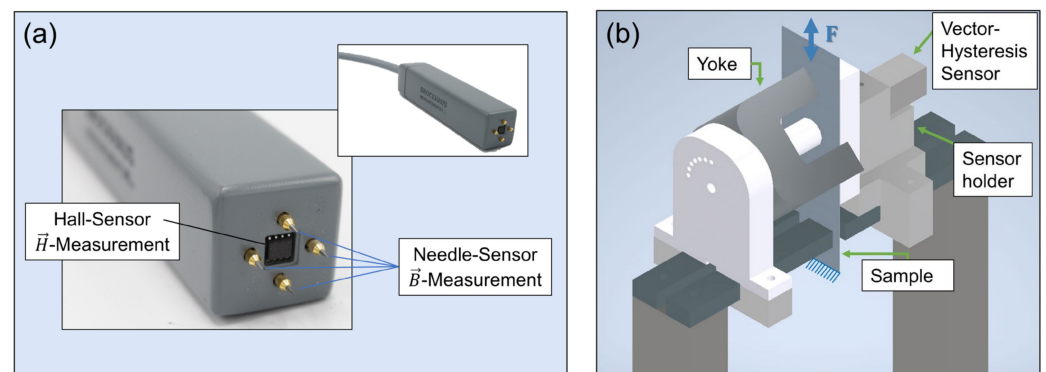 (a)
Hall-Sensor
H⃗-Measurement
Needle-Sensor
B⃗-Measurement
(b)
F
Yoke
Vector-
Hysteresis
Sensor
Sensor
holder
Sample